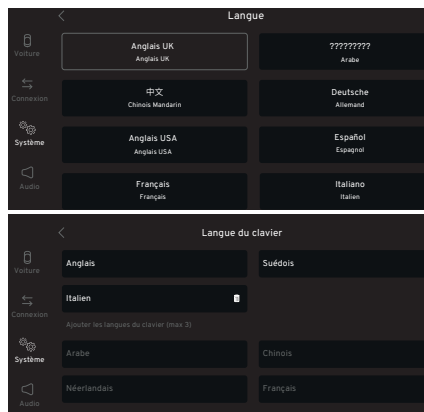 Langue
Anglais UK
Anglais UK
?????????
Arabe
Voiture
中文
Chinois Mandarin
Deutsche
Allemand
Connexion
Anglais USA
Anglais USA
Español
Espagnol
Système
Français
Français
Italiano
Italien
Audio
Langue du clavier
Anglais
Suédois
Voiture
Italien
Connexion
Ajouter les langues du clavier (max 3)
Arabe
Chinois
Système
Néerlandais
Français
Audio